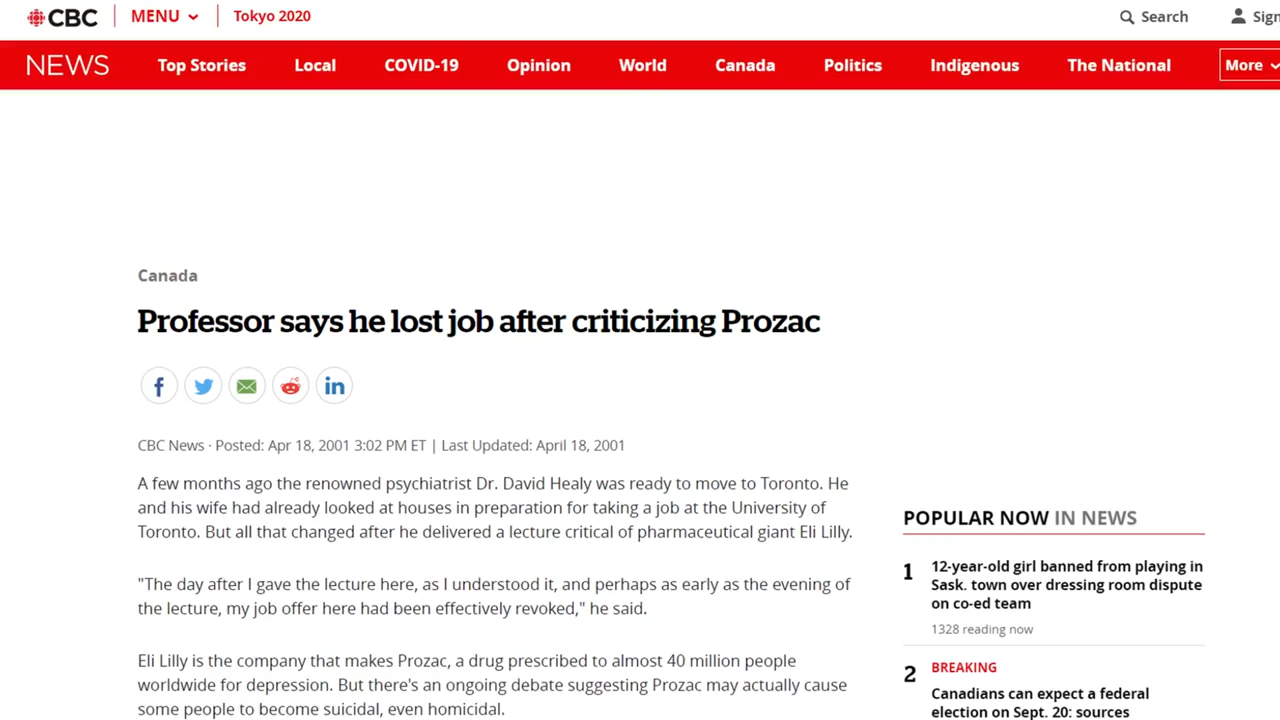 CBC MENU Tokyo 2020 Search Sign
NEWS Top Stories Local COVID-19 Opinion World Canada Politics Indigenous The National More
Canada
Professor says he lost job after criticizing Prozac
CBC News · Posted: Apr 18, 2001 3:02 PM ET | Last Updated: April 18, 2001
A few months ago the renowned psychiatrist Dr. David Healy was ready to move to Toronto. He
and his wife had already looked at houses in preparation for taking a job at the University of
Toronto. But all that changed after he delivered a lecture critical of pharmaceutical giant Eli Lilly.
"The day after I gave the lecture here, as I understood it, and perhaps as early as the evening of
the lecture, my job offer here had been effectively revoked," he said.
Eli Lilly is the company that makes Prozac, a drug prescribed to almost 40 million people
worldwide for depression. But there's an ongoing debate suggesting Prozac may actually cause
some people to become suicidal, even homicidal.
POPULAR NOW IN NEWS
1 12-year-old girl banned from playing in
Sask. town over dressing room dispute
on co-ed team
1328 reading now
2 BREAKING
Canadians can expect a federal
election on Sept. 20: sources